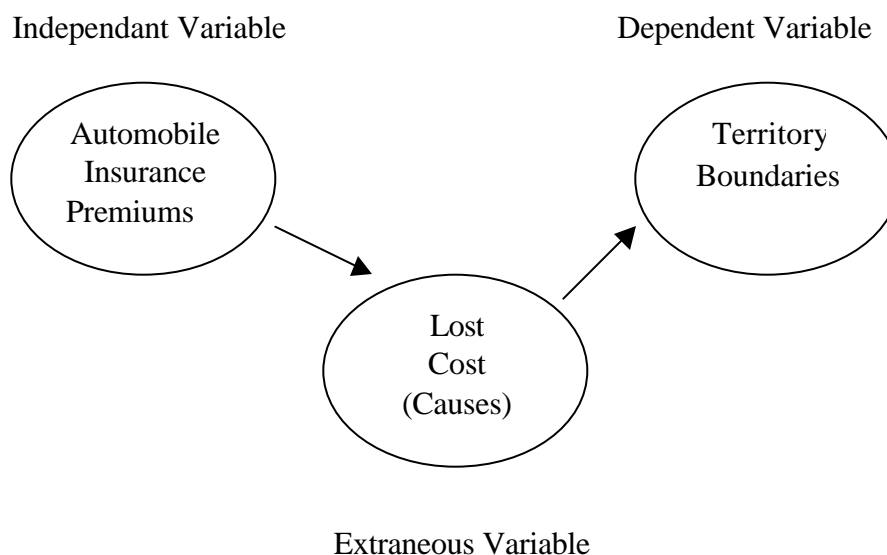 Independant Variable
Dependent Variable
Automobile
Insurance
Premiums
Territory
Boundaries
Lost
Cost
(Causes)
Extraneous Variable